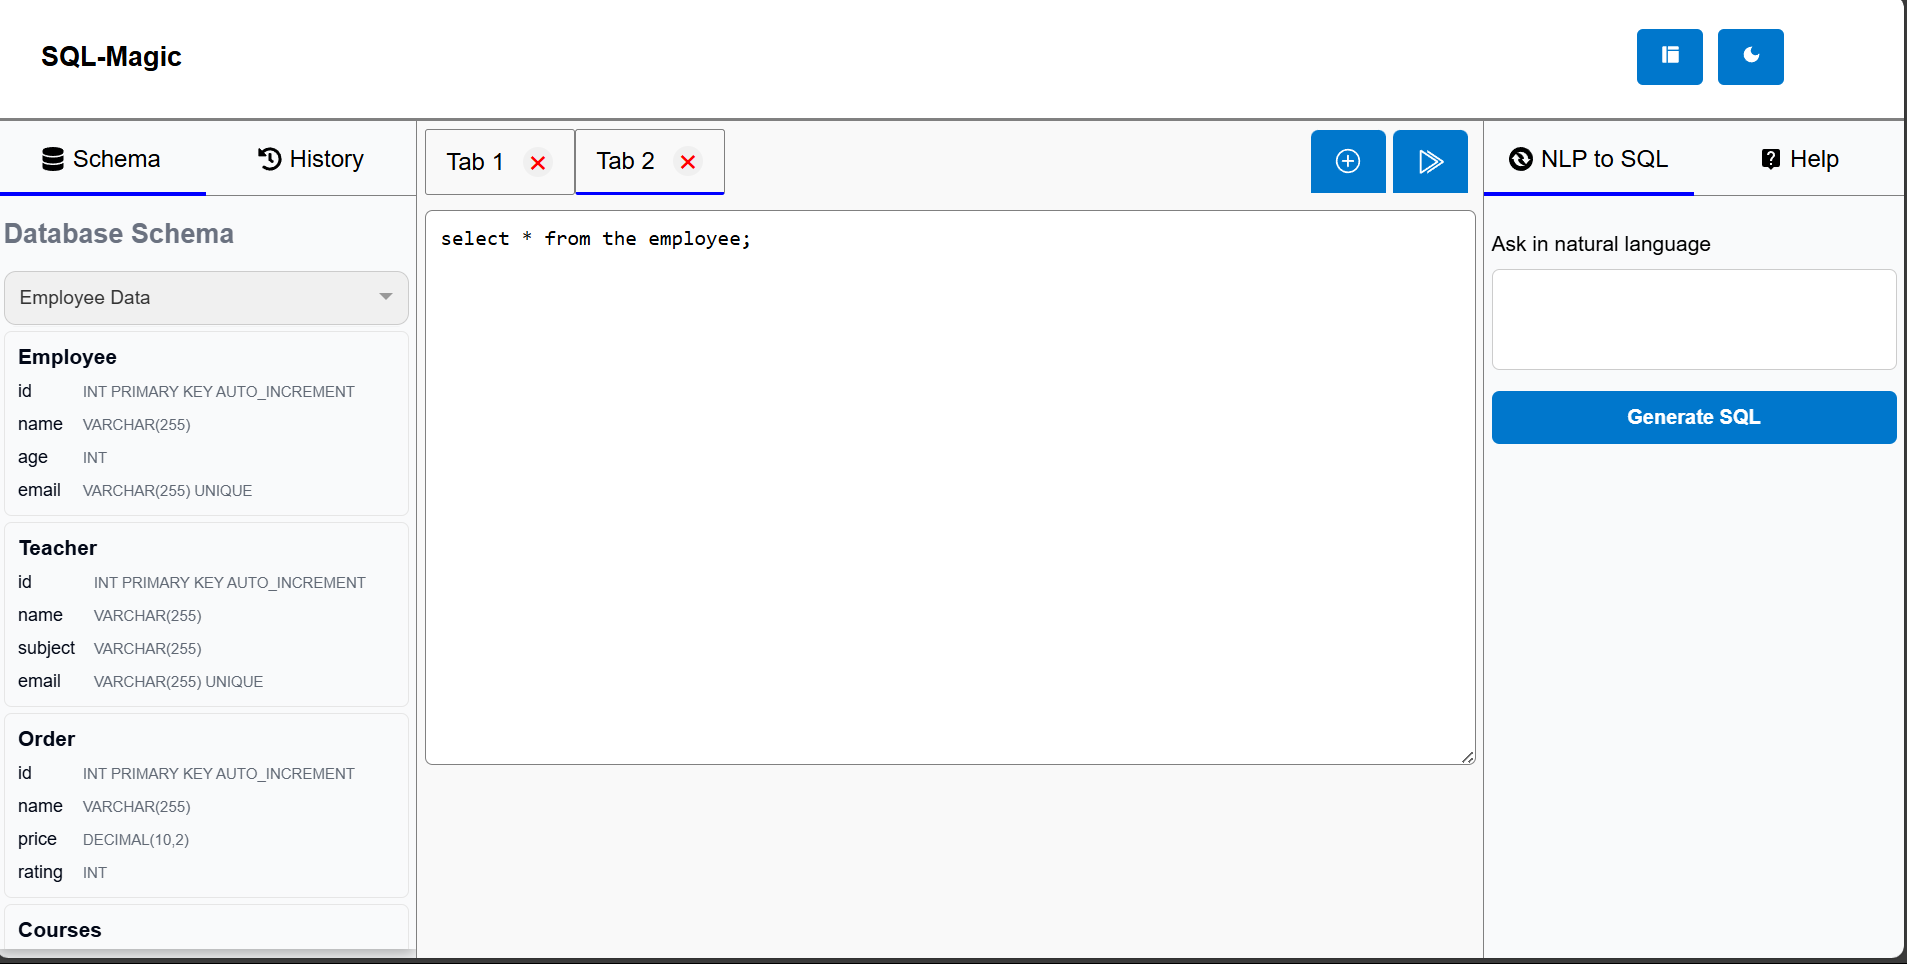 SQL-Magic
Schema
History
Database Schema
Employee Data
Employee
id INT PRIMARY KEY AUTO_INCREMENT
name VARCHAR(255)
age INT
email VARCHAR(255) UNIQUE
Teacher
id INT PRIMARY KEY AUTO_INCREMENT
name VARCHAR(255)
subject VARCHAR(255)
email VARCHAR(255) UNIQUE
Order
id INT PRIMARY KEY AUTO_INCREMENT
name VARCHAR(255)
price DECIMAL(10,2)
rating INT
Courses
Tab 1
Tab 2
select * from the employee;
NLP to SQL
Help
Ask in natural language
Generate SQL